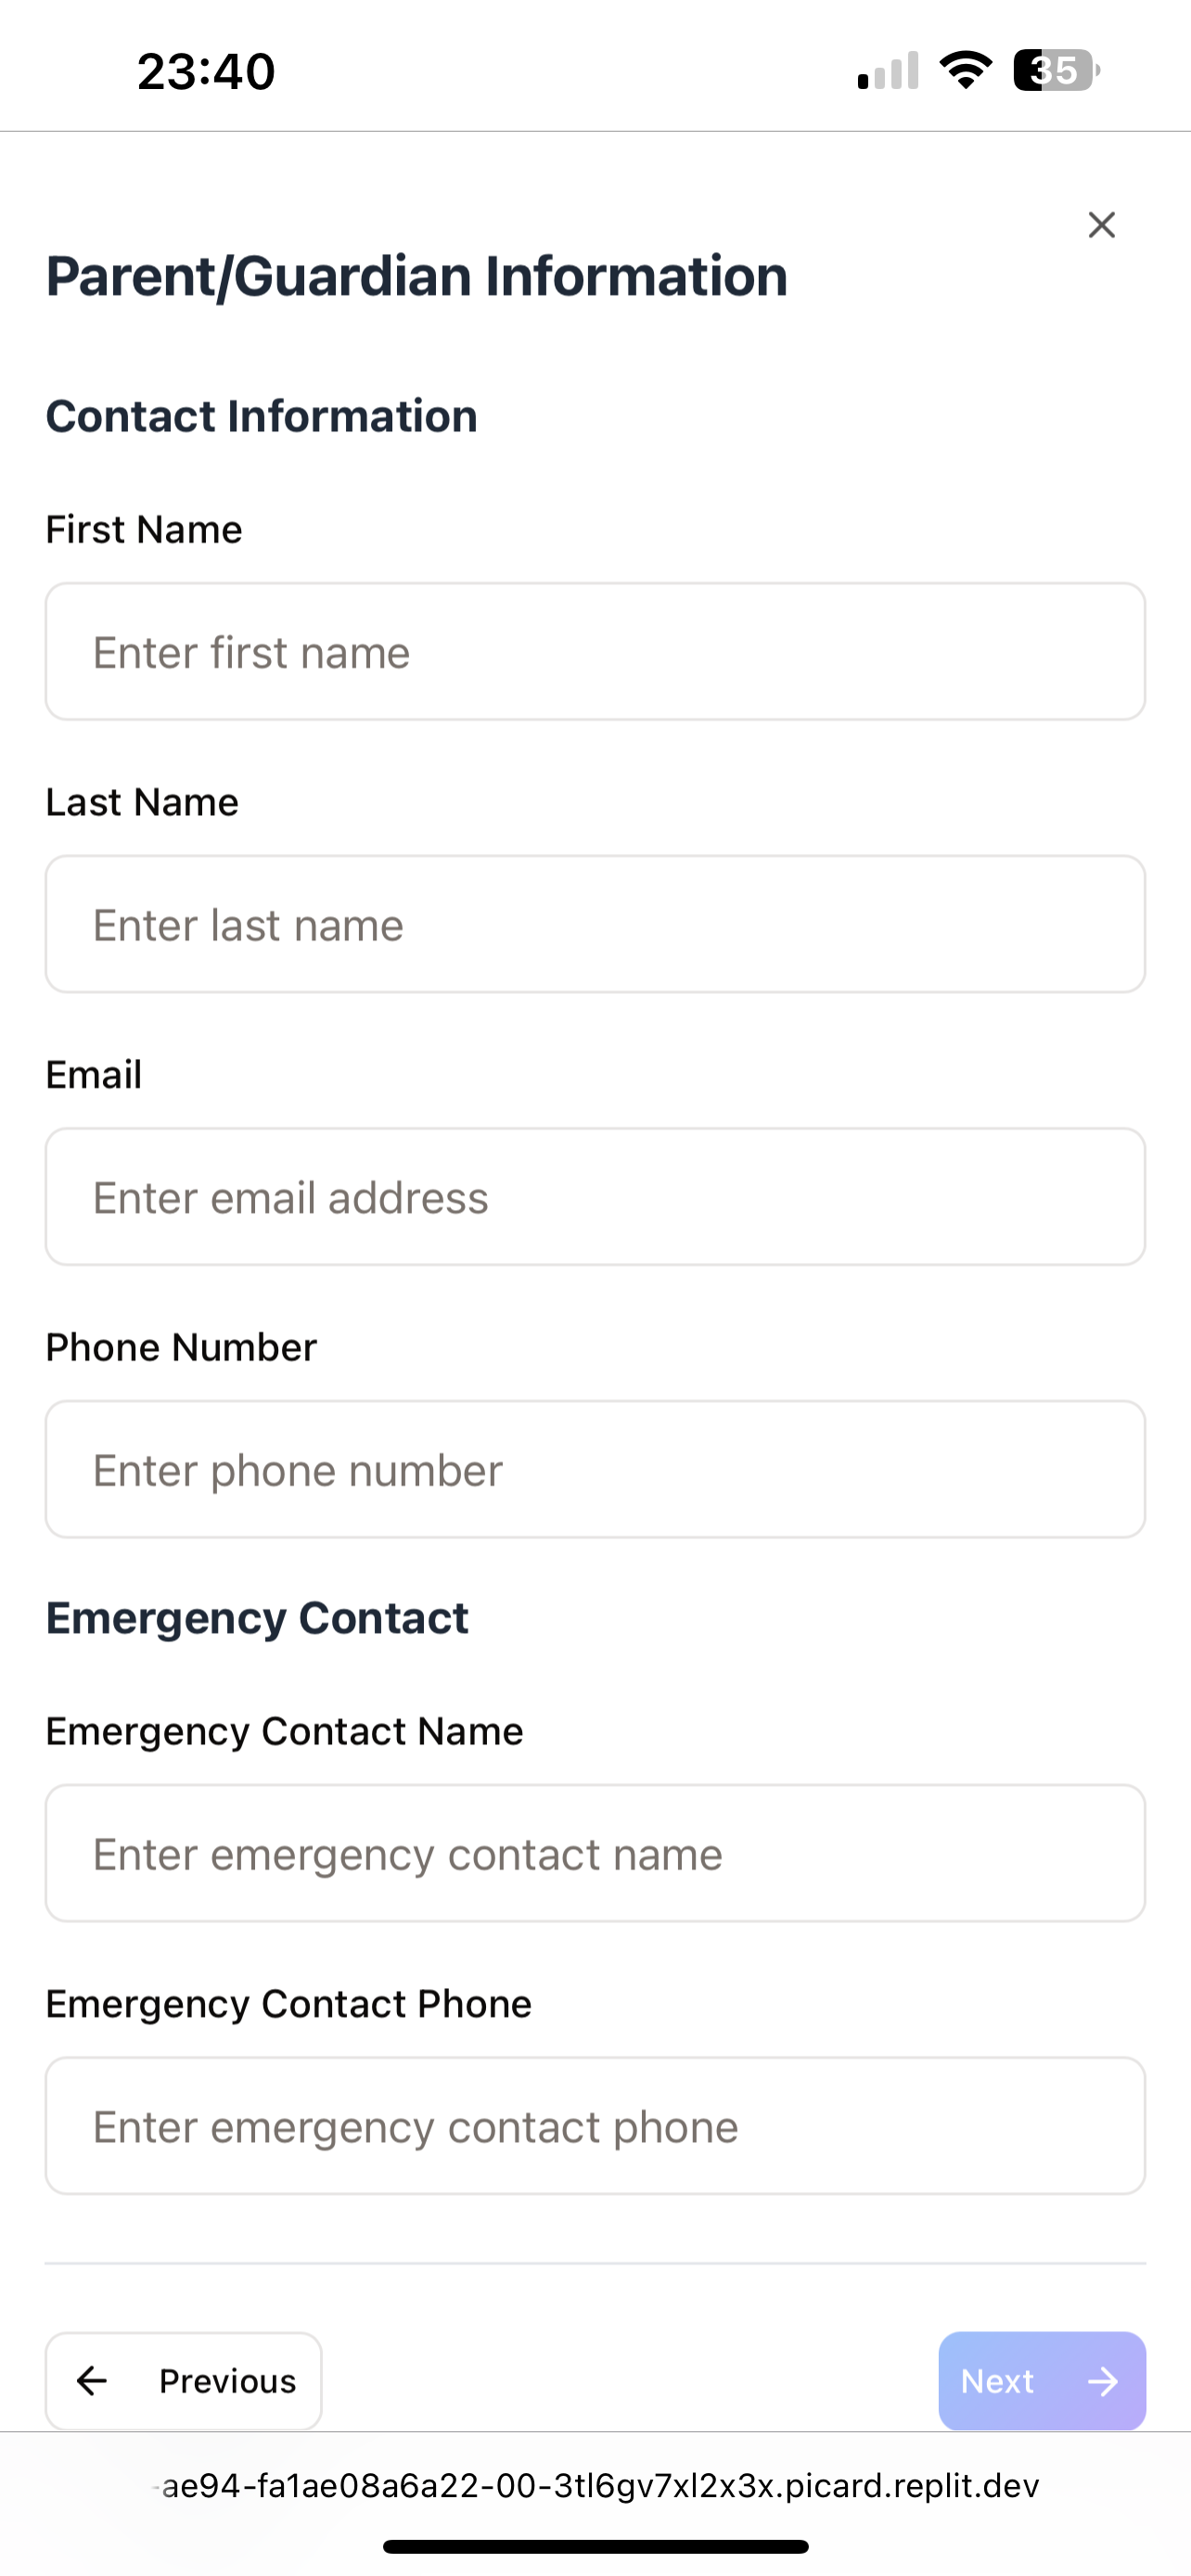 23:40
35
Parent/Guardian Information
Contact Information
First Name
Enter first name
Last Name
Enter last name
Email
Enter email address
Phone Number
Enter phone number
Emergency Contact
Emergency Contact Name
Enter emergency contact name
Emergency Contact Phone
Enter emergency contact phone
Previous
Next
-ae94-fa1ae08a6a22-00-3tl6gv7xl2x3x.picard.replit.dev